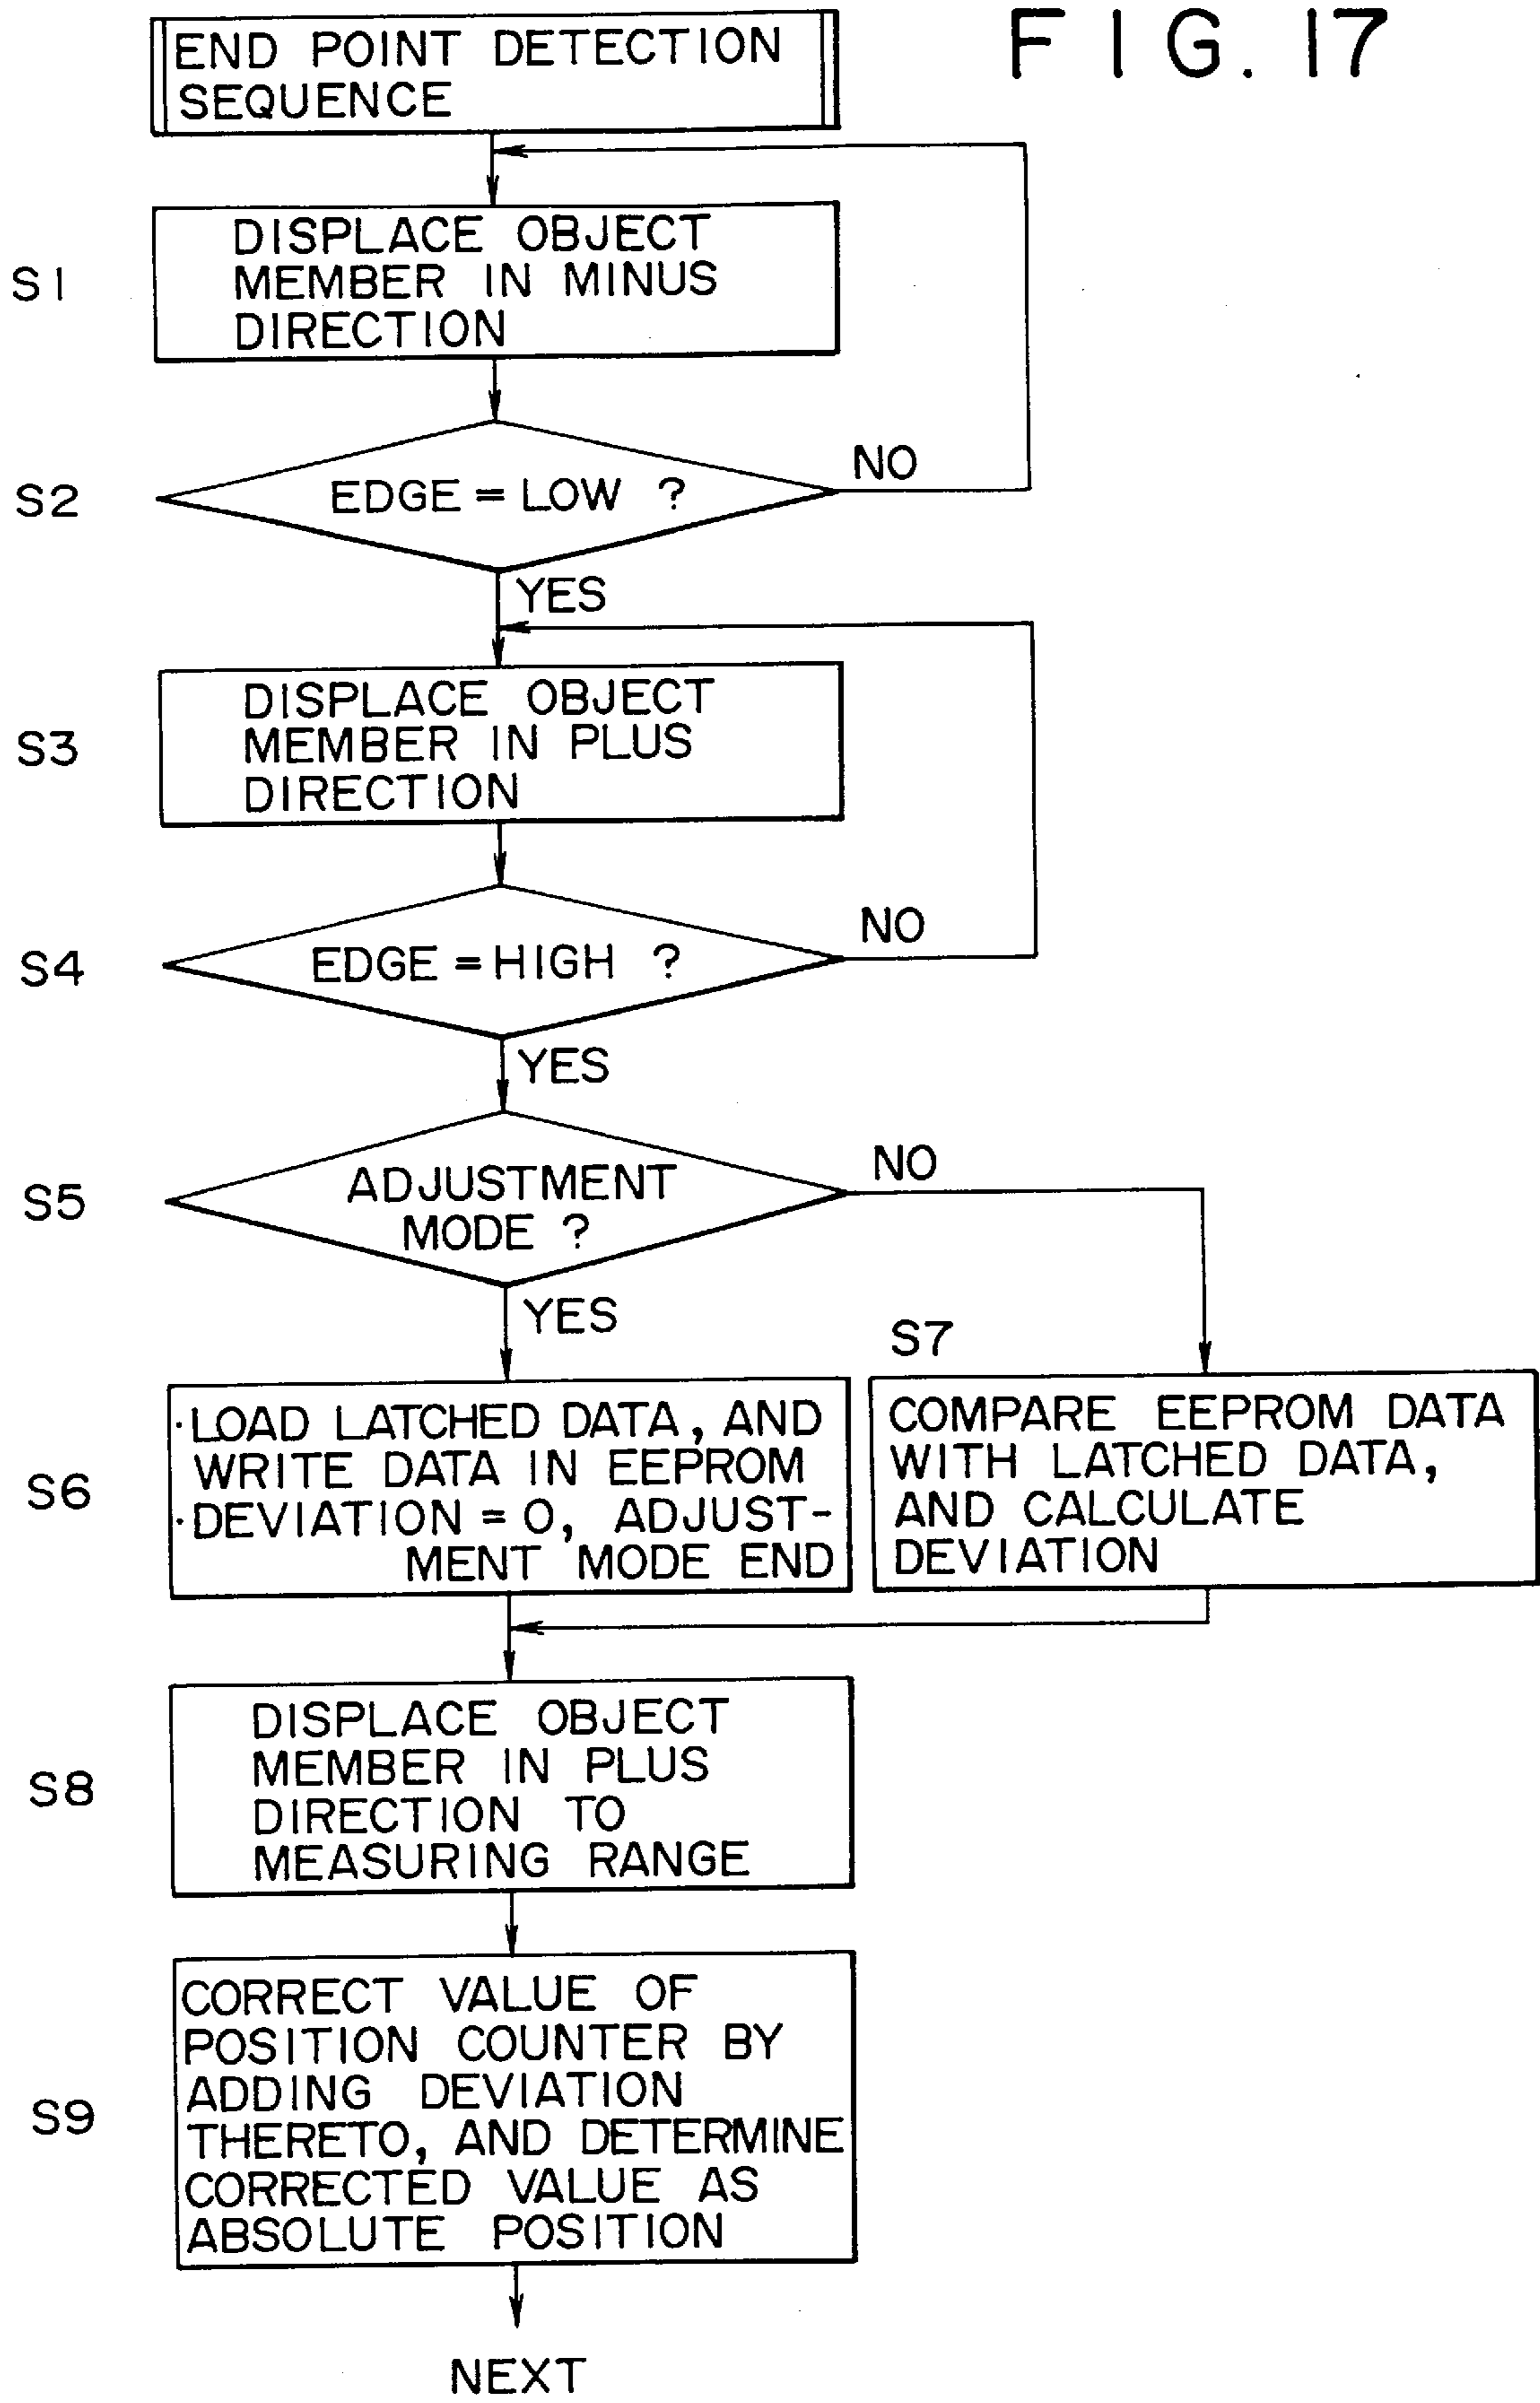 FIG. 17
END POINT DETECTION
SEQUENCE
S1
DISPLACE OBJECT
MEMBER IN MINUS
DIRECTION
S2
EDGE = LOW ?
NO
YES
S3
DISPLACE OBJECT
MEMBER IN PLUS
DIRECTION
S4
EDGE = HIGH ?
NO
YES
S5
ADJUSTMENT
MODE ?
NO
YES
S6
·LOAD LATCHED DATA, AND
WRITE DATA IN EEPROM
·DEVIATION = 0, ADJUST-
MENT MODE END
S7
COMPARE EEPROM DATA
WITH LATCHED DATA,
AND CALCULATE
DEVIATION
S8
DISPLACE OBJECT
MEMBER IN PLUS
DIRECTION TO
MEASURING RANGE
S9
CORRECT VALUE OF
POSITION COUNTER BY
ADDING DEVIATION
THERETO, AND DETERMINE
CORRECTED VALUE AS
ABSOLUTE POSITION
NEXT